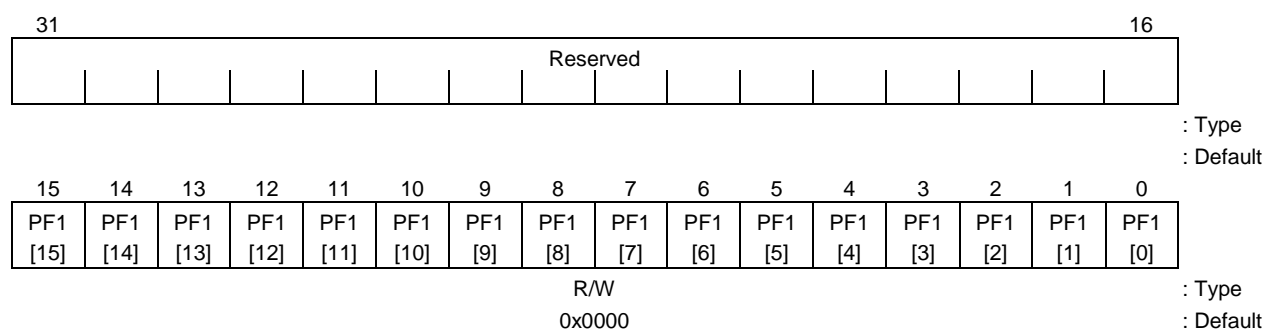 31 16
Reserved
: Type
: Default
15 14 13 12 11 10 9 8 7 6 5 4 3 2 1 0
PF1 PF1 PF1 PF1 PF1 PF1 PF1 PF1 PF1 PF1 PF1 PF1 PF1 PF1 PF1 PF1
[15] [14] [13] [12] [11] [10] [9] [8] [7] [6] [5] [4] [3] [2] [1] [0]
R/W : Type
0x0000 : Default